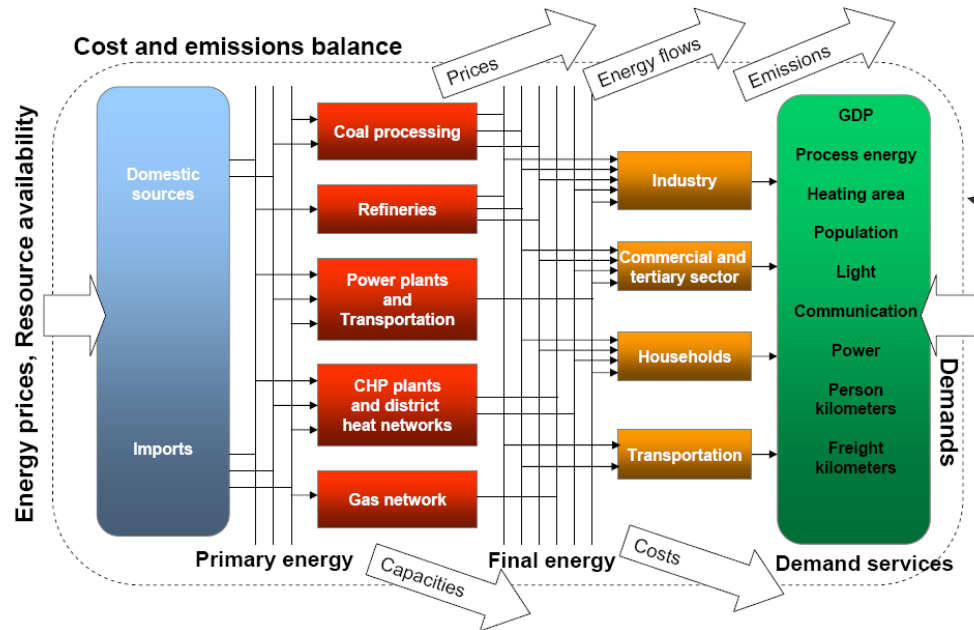 Cost and emissions balance
Prices
Energy flows
Emissions
Energy prices, Resource availability
Domestic
sources
Imports
Coal processing
Refineries
Power plants
and
Transportation
CHP plants
and district
heat networks
Gas network
Industry
Commercial and
tertiary sector
Households
Transportation
GDP
Process energy
Heating area
Population
Light
Communication
Power
Person
kilometers
Freight
kilometers
Demands
Primary energy
Final energy
Demand services
Capacities
Costs